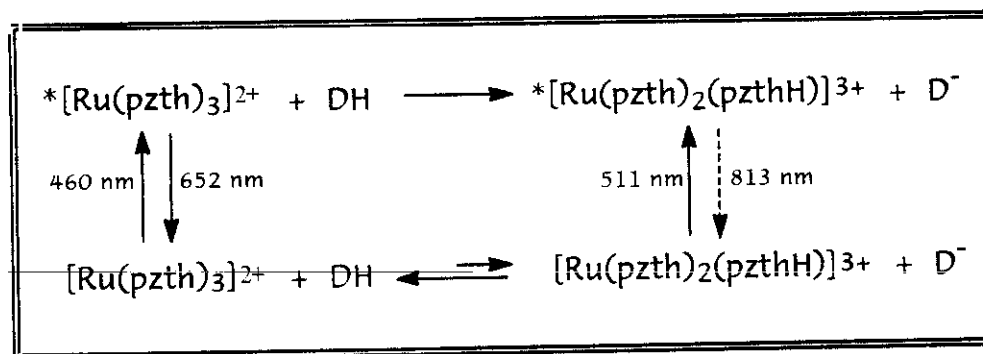 *[Ru(pzth)₃]²⁺ + DH ⟶ *[Ru(pzth)₂(pzthH)]³⁺ + D⁻
460 nm 652 nm 511 nm 813 nm
[Ru(pzth)₃]²⁺ + DH ⇌ [Ru(pzth)₂(pzthH)]³⁺ + D⁻